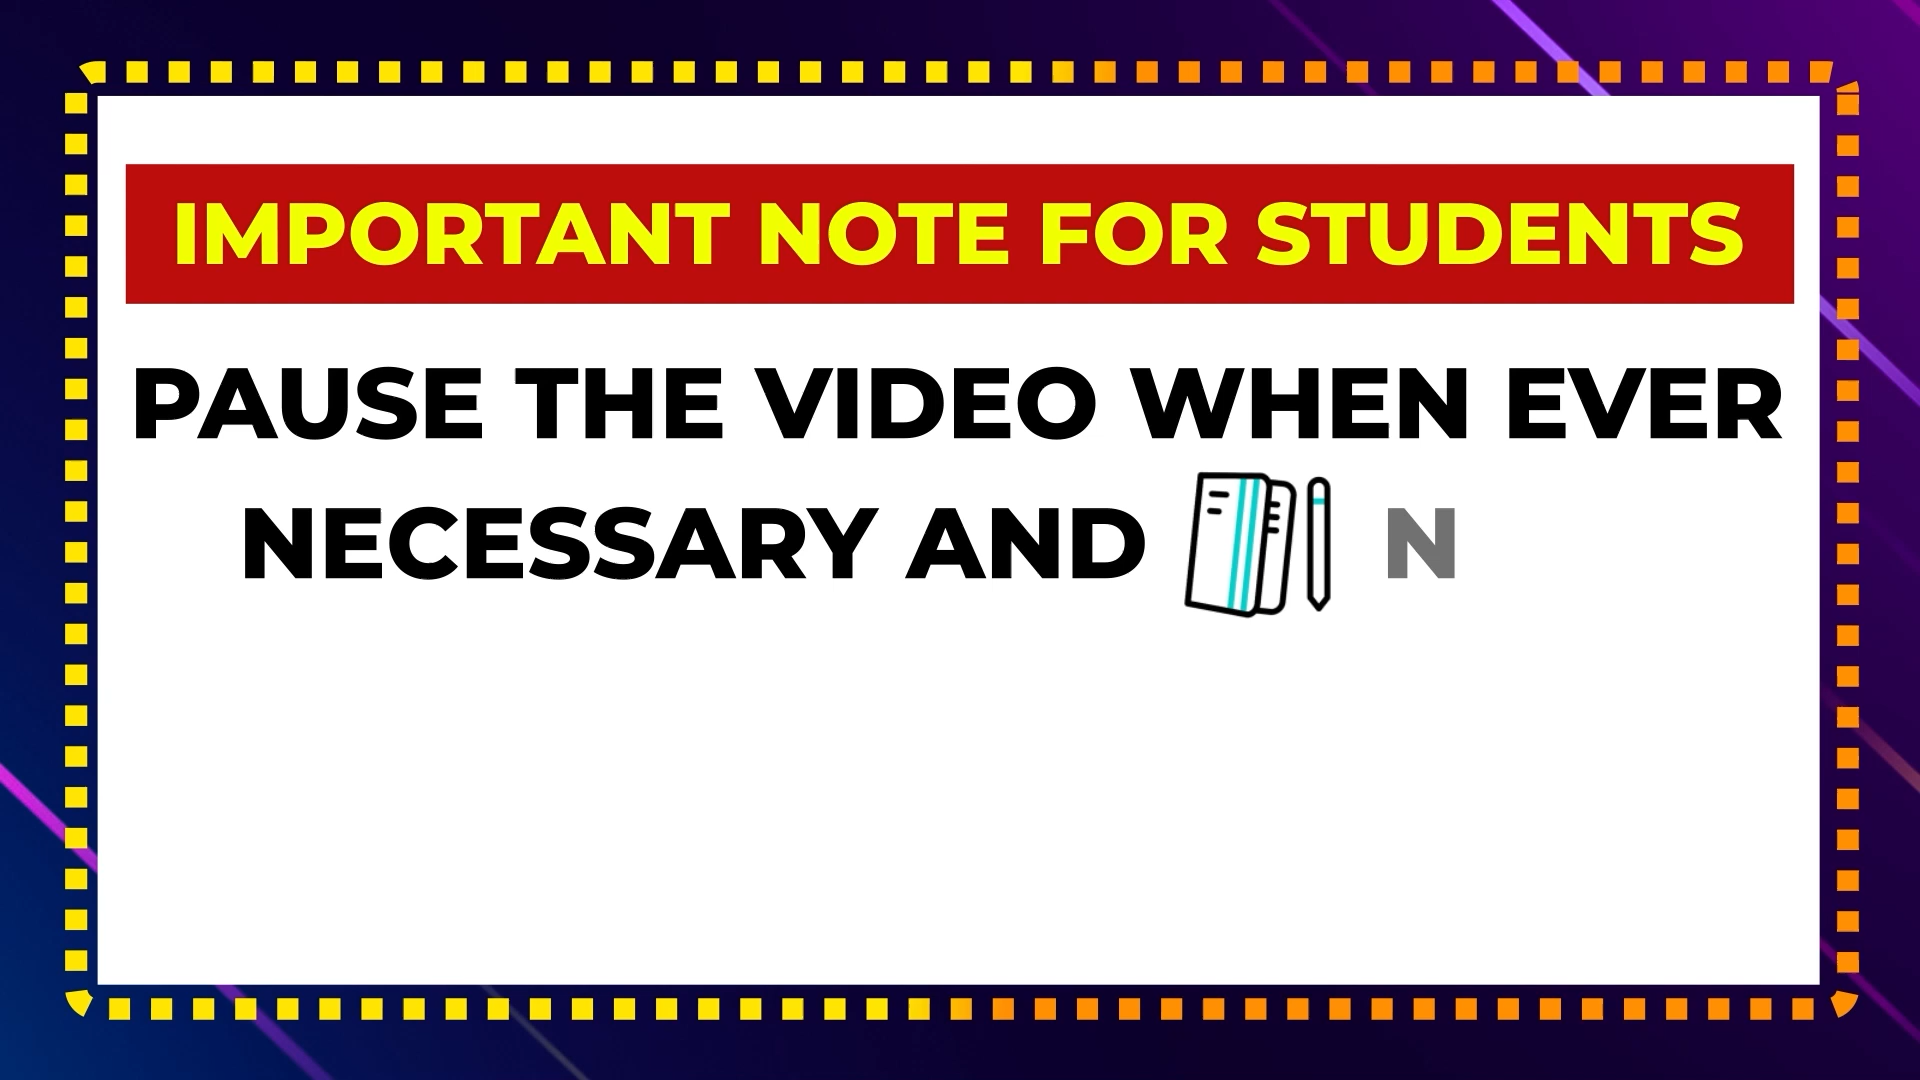 IMPORTANT NOTE FOR STUDENTS
PAUSE THE VIDEO WHEN EVER
NECESSARY AND N